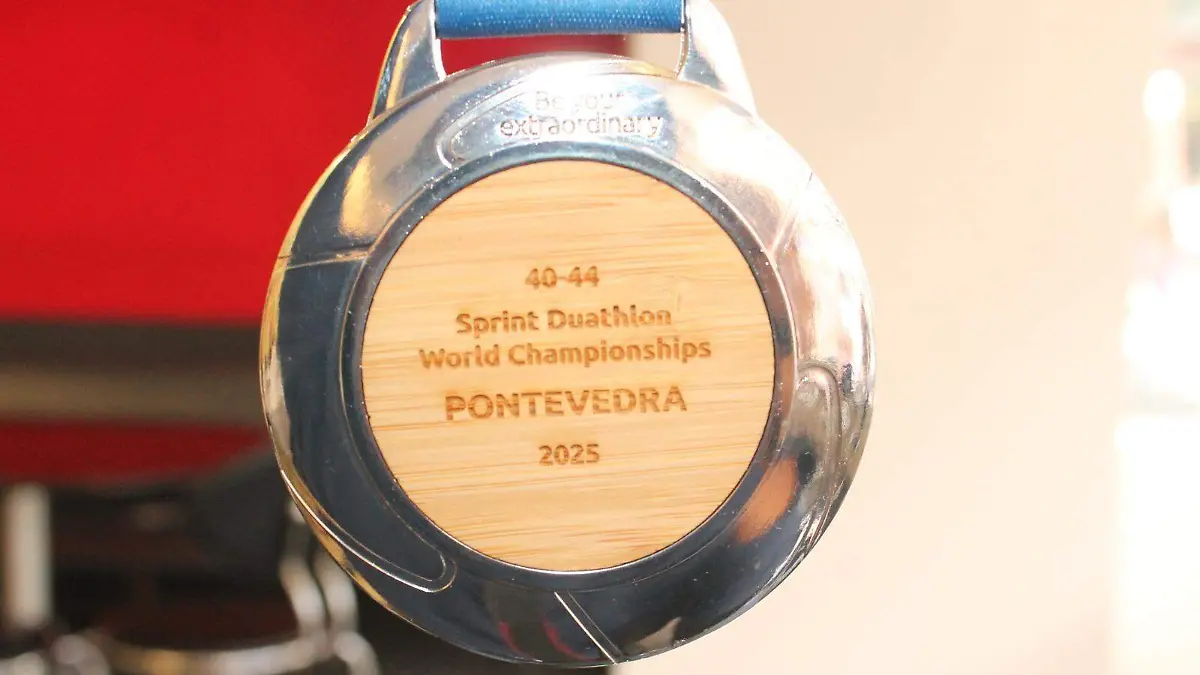 Be your
extraordinary
40-44
Sprint Duathlon
World Championships
PONTEVEDRA
2025